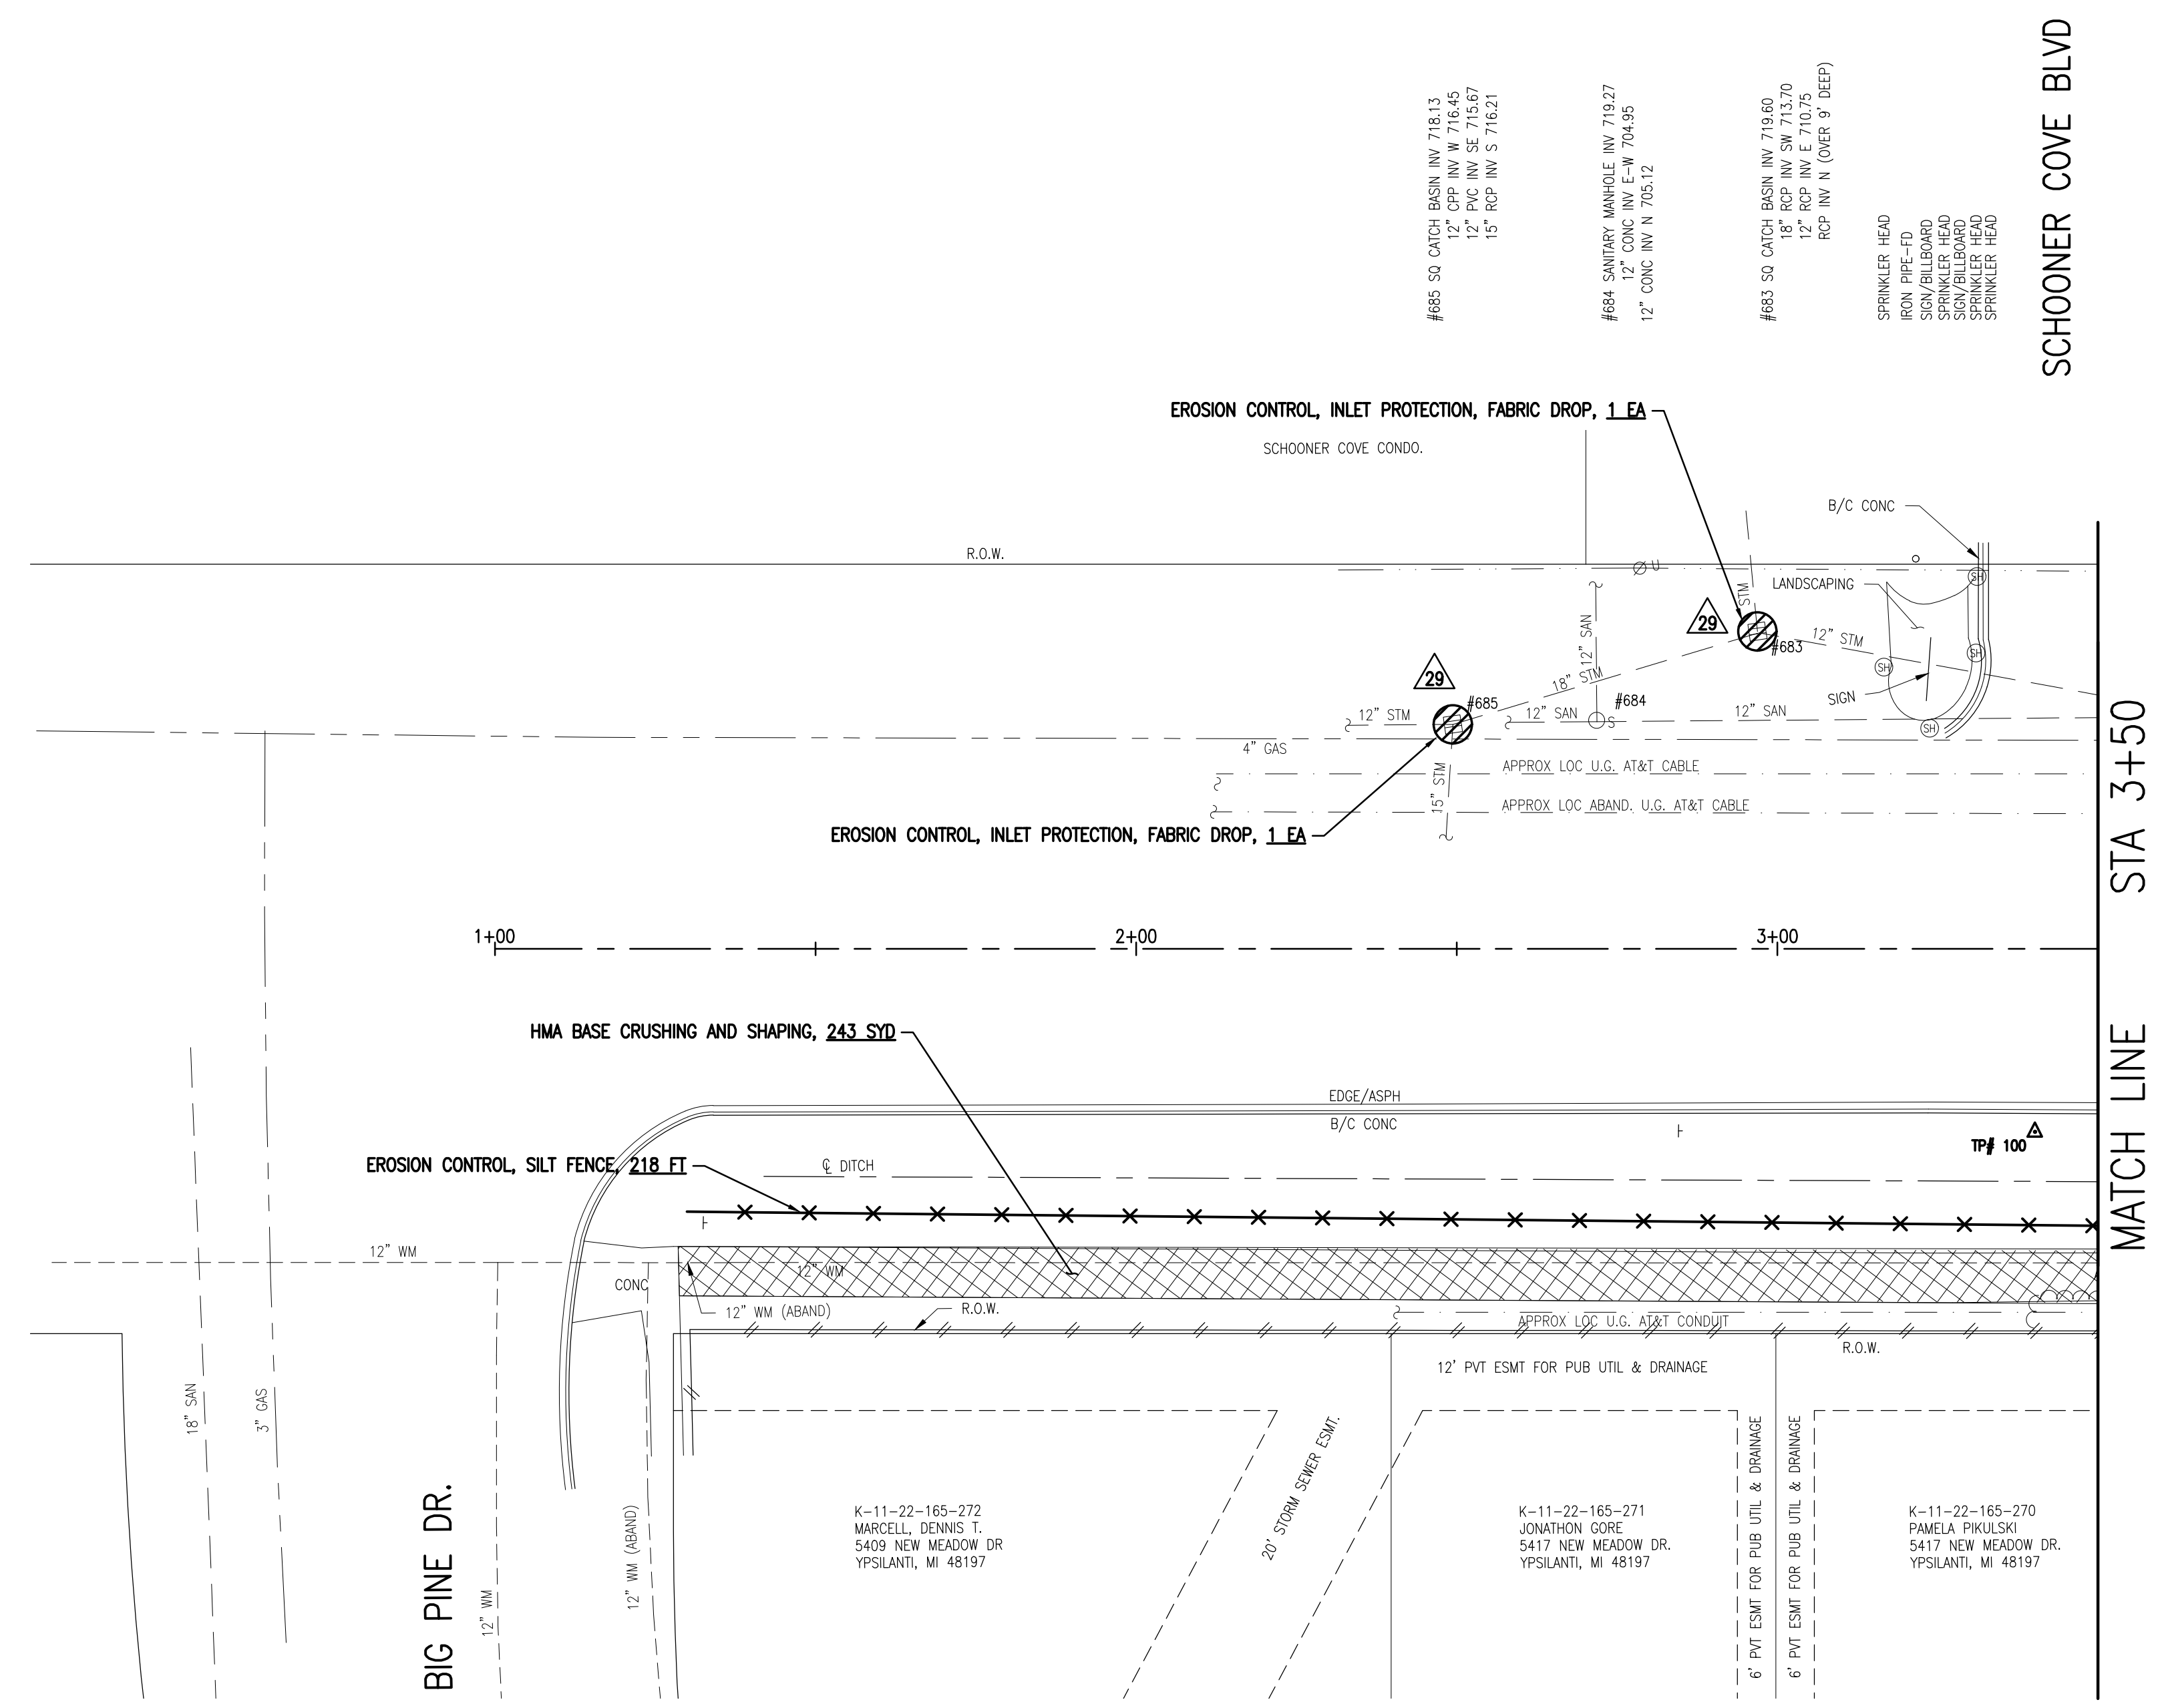 SCHOONER COVE BLVD
#685 SQ CATCH BASIN INV 718.13
12" CPP INV W 716.45
12" PVC INV SE 715.67
15" RCP INV S 716.21
#684 SANITARY MANHOLE INV 719.27
12" CONC INV E-W 704.95
12" CONC INV N 705.12
#683 SQ CATCH BASIN INV 719.60
18" RCP INV SW 713.70
12" RCP INV E 710.75
RCP INV N (OVER 9' DEEP)
SPRINKLER HEAD
IRON PIPE-FD
SIGN/BILLBOARD
SPRINKLER HEAD
SIGN/BILLBOARD
SPRINKLER HEAD
SPRINKLER HEAD
EROSION CONTROL, INLET PROTECTION, FABRIC DROP, 1 EA
SCHOONER COVE CONDO.
B/C CONC
R.O.W.
U
SH
LANDSCAPING
STM
29
#683
12" STM
12" SAN
SH
SH
18" STM
29
#685
#684
SIGN
12" STM
12" SAN
S
12" SAN
SH
4" GAS
15" STM
APPROX LOC U.G. AT&T CABLE
APPROX LOC ABAND. U.G. AT&T CABLE
EROSION CONTROL, INLET PROTECTION, FABRIC DROP, 1 EA
MATCH LINE STA 3+50
1+00
2+00
3+00
HMA BASE CRUSHING AND SHAPING, 243 SYD
EDGE/ASPH
B/C CONC
TP# 100
EROSION CONTROL, SILT FENCE, 218 FT
℄ DITCH
12" WM
12" WM
CONC
12" WM (ABAND)
R.O.W.
APPROX LOC U.G. AT&T CONDUIT
R.O.W.
12' PVT ESMT FOR PUB UTIL & DRAINAGE
18" SAN
3" GAS
20' STORM SEWER ESMT.
6' PVT ESMT FOR PUB UTIL & DRAINAGE
6' PVT ESMT FOR PUB UTIL & DRAINAGE
BIG PINE DR.
12" WM
12" WM (ABAND)
K-11-22-165-272
MARCELL, DENNIS T.
5409 NEW MEADOW DR
YPSILANTI, MI 48197
K-11-22-165-271
JONATHON GORE
5417 NEW MEADOW DR.
YPSILANTI, MI 48197
K-11-22-165-270
PAMELA PIKULSKI
5417 NEW MEADOW DR.
YPSILANTI, MI 48197